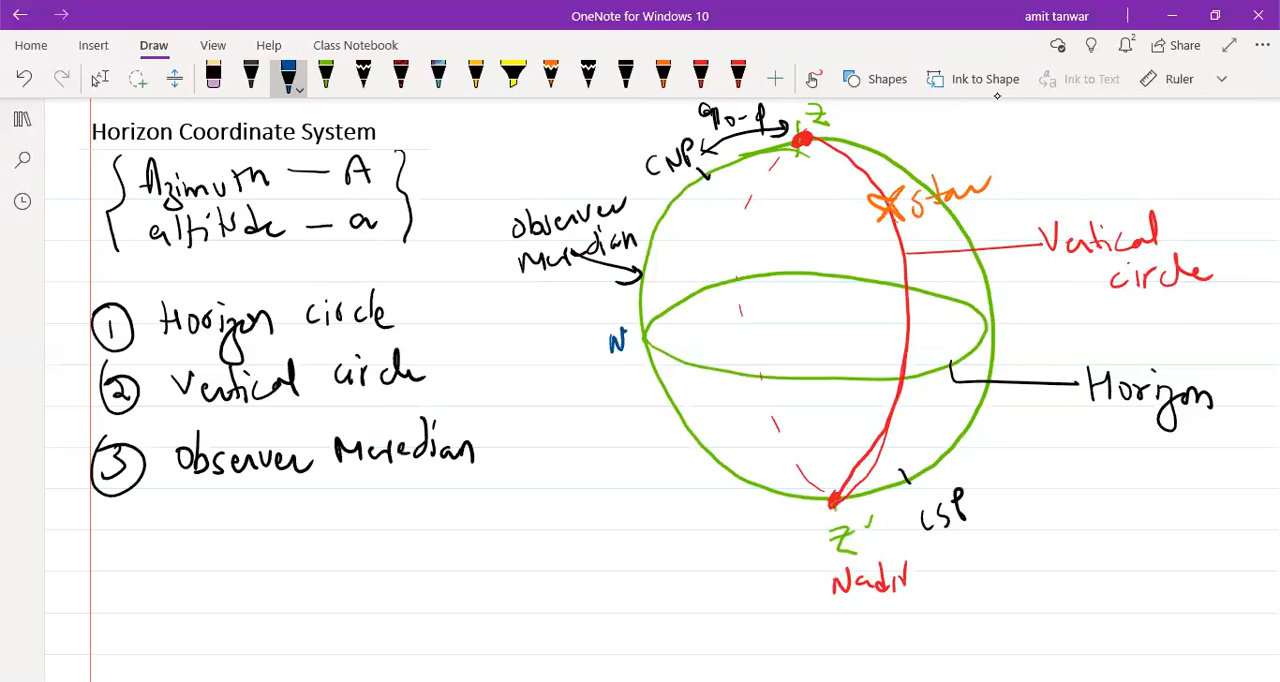 OneNote for Windows 10
amit tanwar
Home Insert Draw View Help Class Notebook
Share
Shapes Ink to Shape Ink to Text Ruler
Horizon Coordinate System
Azimuth — A
altitude — a
① Horizon circle
② Vertical circle
③ Observer Meredian
90-φ
Z
CNP
Star
Observer
Meredian
Vertical
circle
N
Horizon
CSP
Z'
Nadir